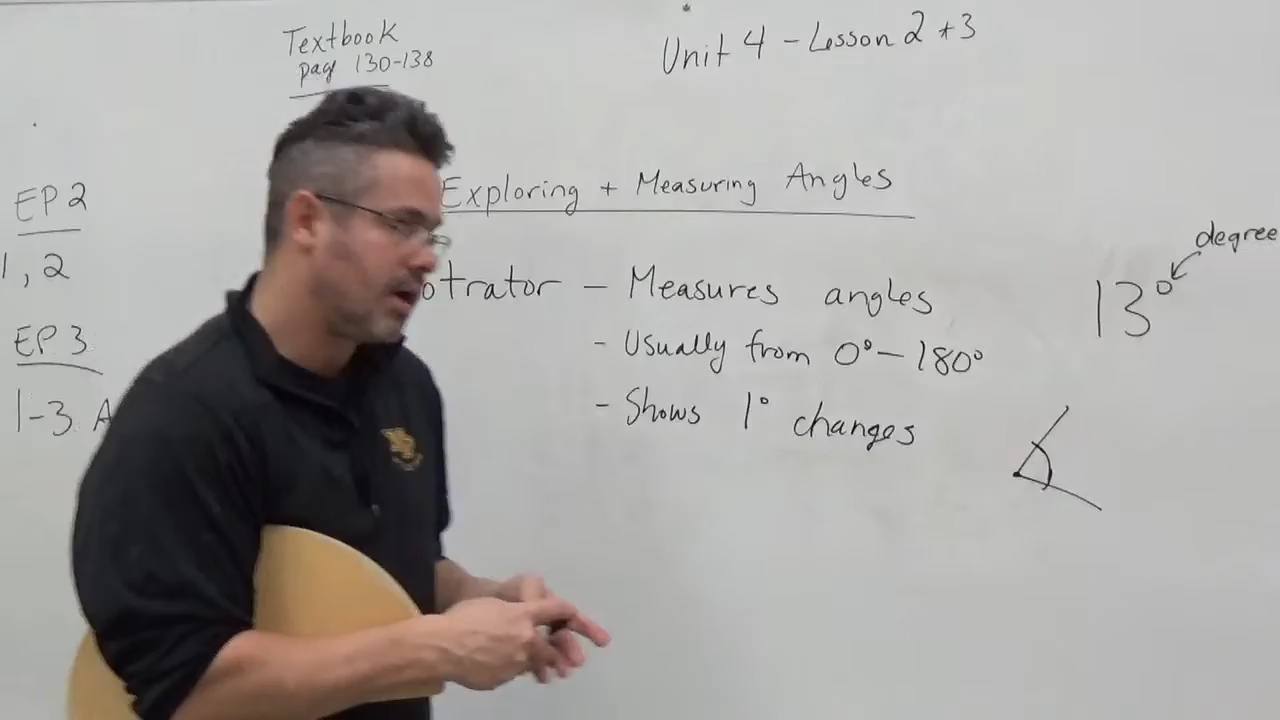 Textbook
pag 130-138
Unit 4 - Lesson 2 + 3
EP 2
1, 2
EP 3
1-3 A
Exploring + Measuring Angles
otrator - Measures angles
- Usually from 0° - 180°
- Shows 1° changes
degree
13°